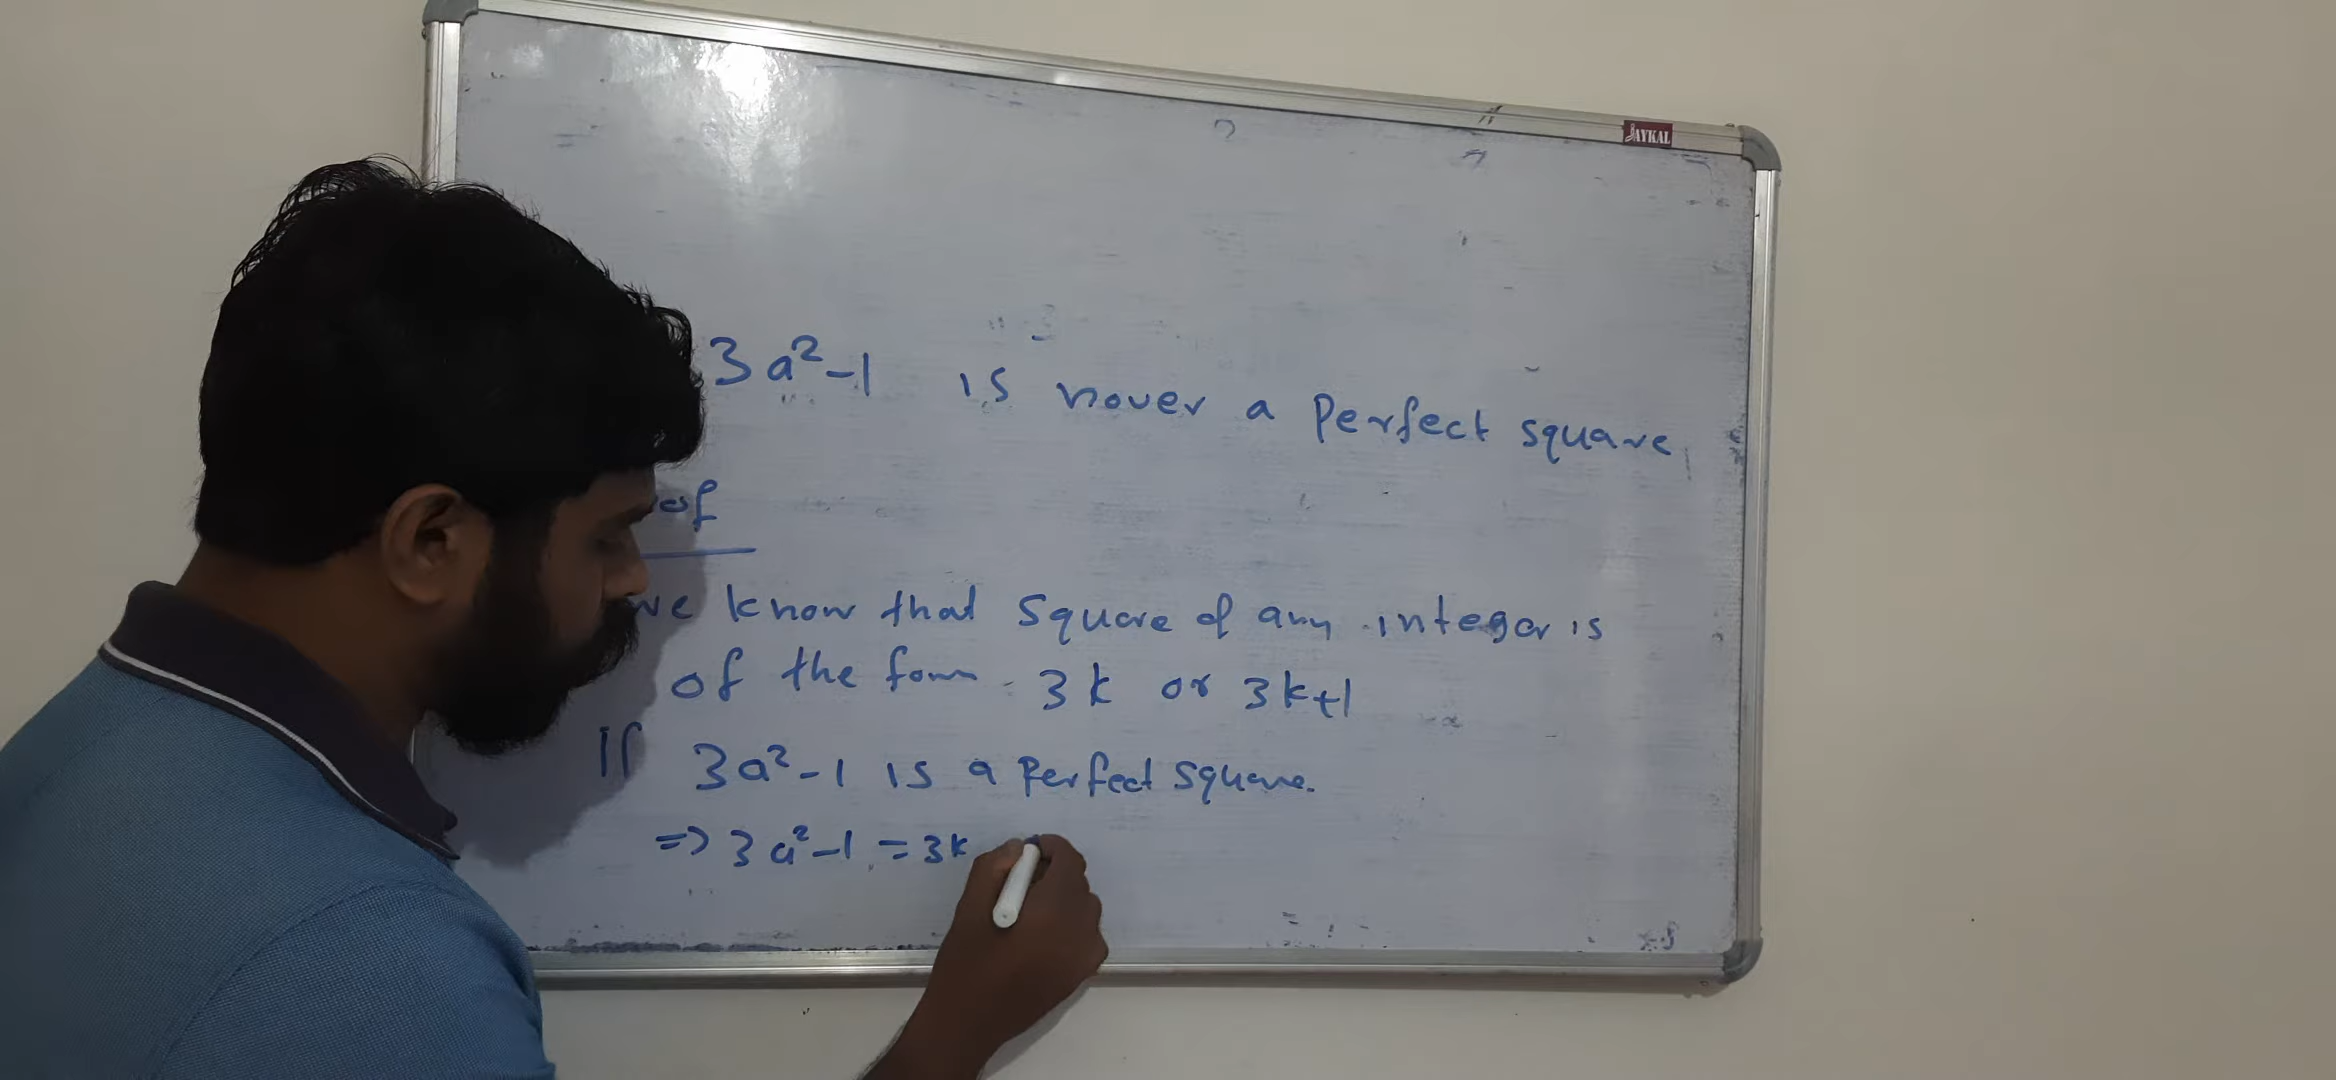 JAYKAL
3a²-1 is never a Perfect square
of
we know that square of any integer is
of the form 3k or 3k+1
If 3a²-1 is a Perfect square.
=> 3a²-1 = 3k